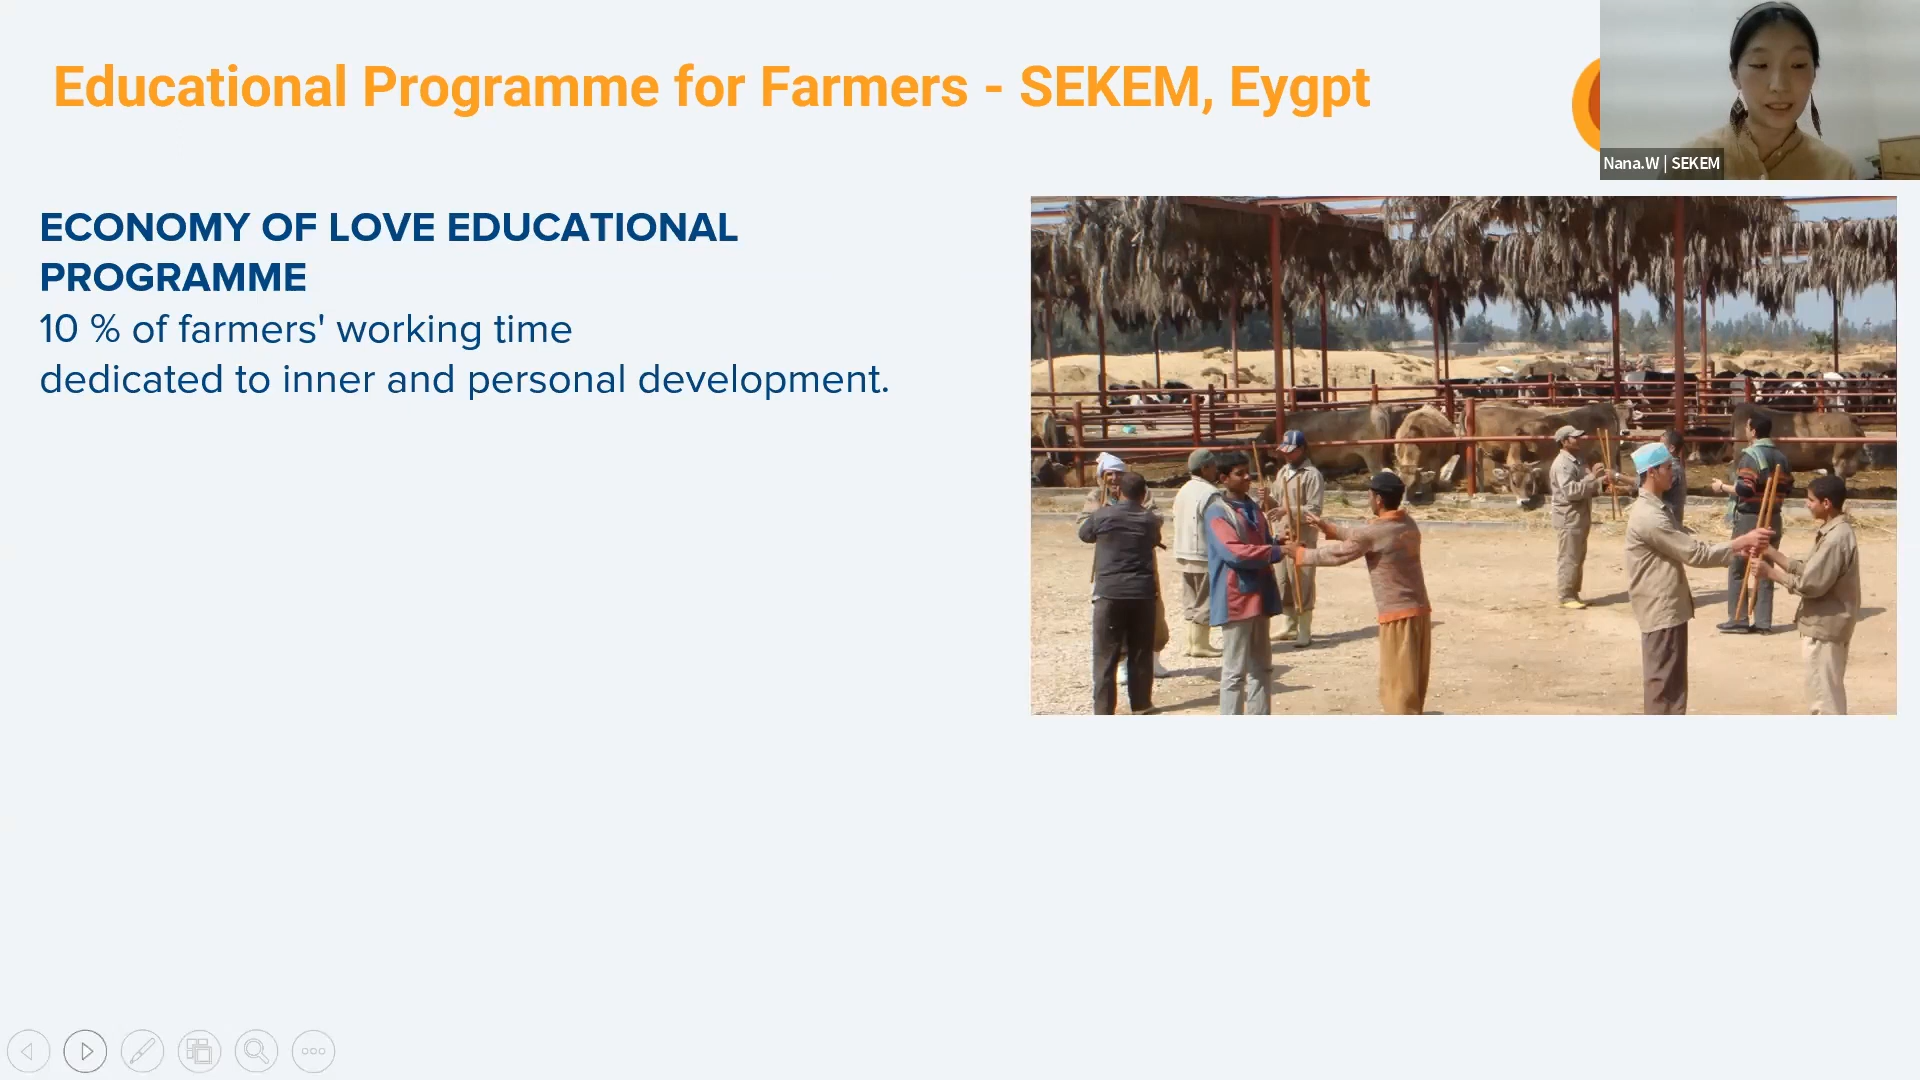 Educational Programme for Farmers - SEKEM, Eygpt
Nana.W | SEKEM
ECONOMY OF LOVE EDUCATIONAL
PROGRAMME
10 % of farmers' working time
dedicated to inner and personal development.